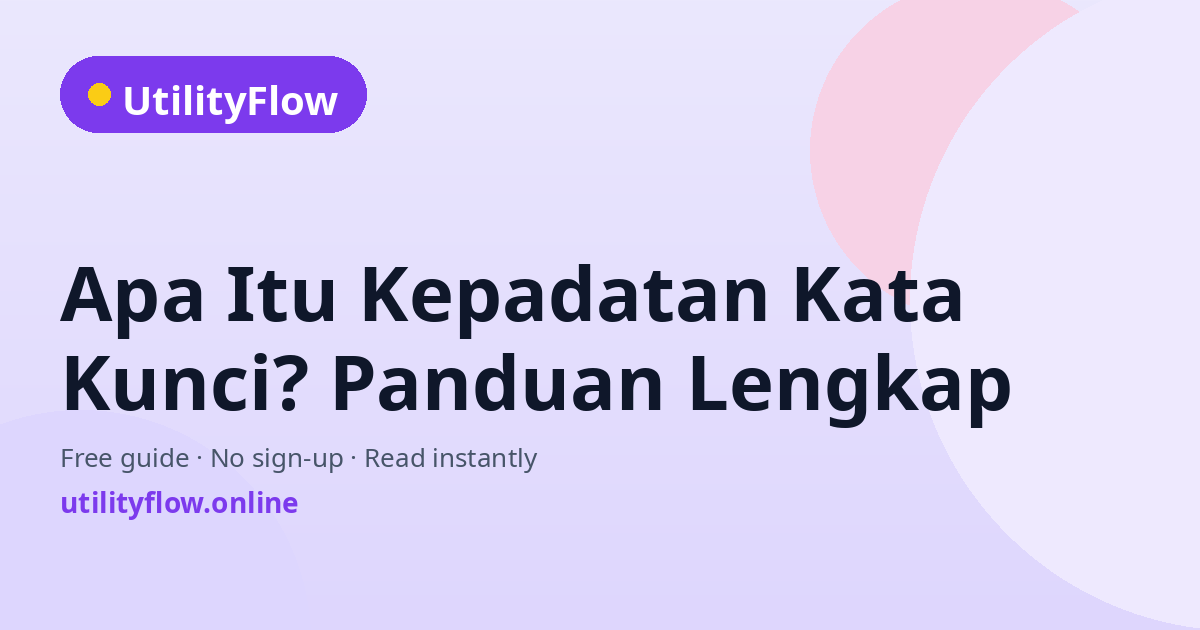 UtilityFlow
Apa Itu Kepadatan Kata
Kunci? Panduan Lengkap
Free guide · No sign-up · Read instantly
utilityflow.online